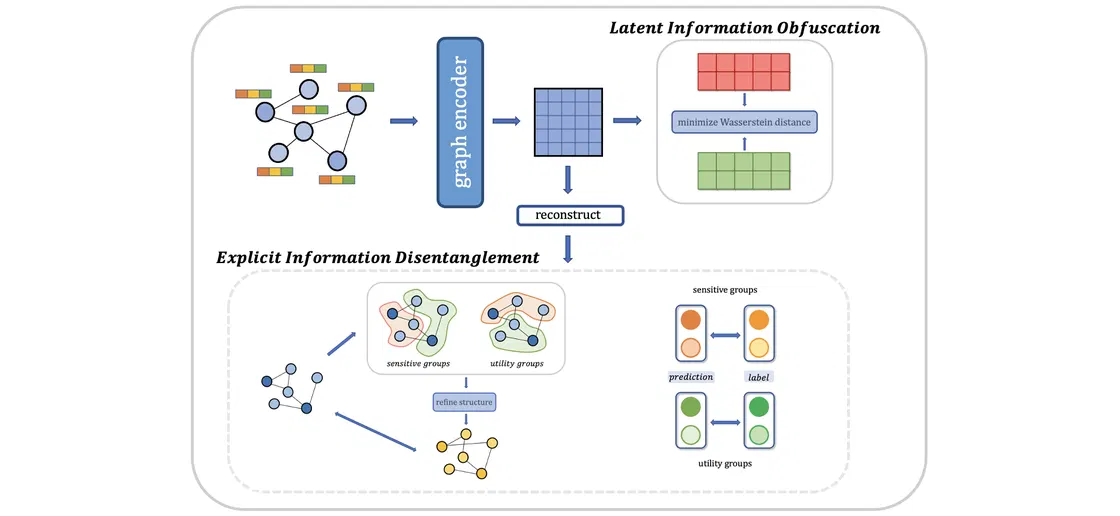 Latent Information Obfuscation
graph encoder
minimize Wasserstein distance
reconstruct
Explicit Information Disentanglement
sensitive groups
utility groups
refine structure
sensitive groups
prediction
label
utility groups